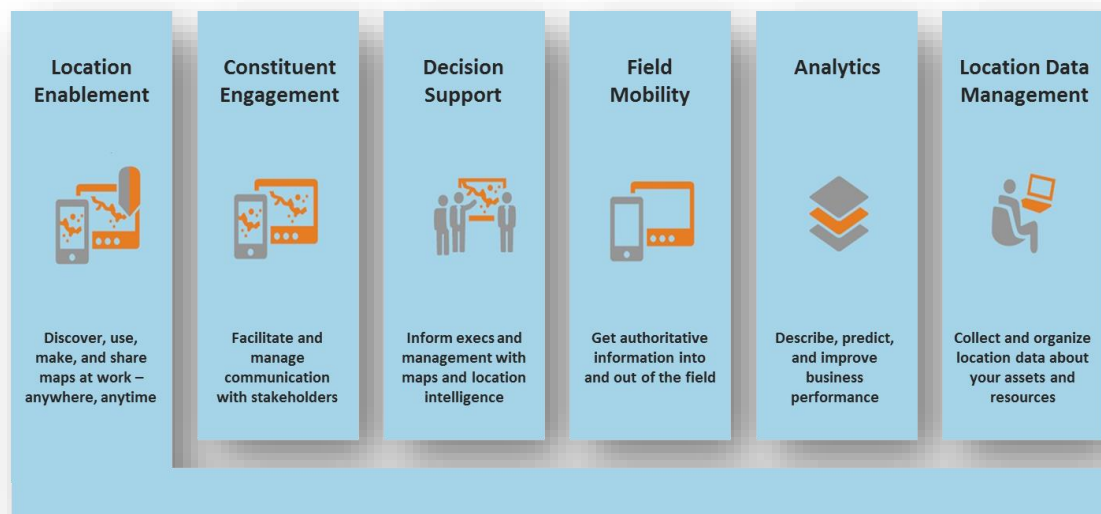 Location
Enablement
Discover, use,
make, and share
maps at work –
anywhere, anytime
Constituent
Engagement
Facilitate and
manage
communication
with stakeholders
Decision
Support
Inform execs and
management with
maps and location
intelligence
Field
Mobility
Get authoritative
information into
and out of the field
Analytics
Describe, predict,
and improve
business
performance
Location Data
Management
Collect and organize
location data about
your assets and
resources